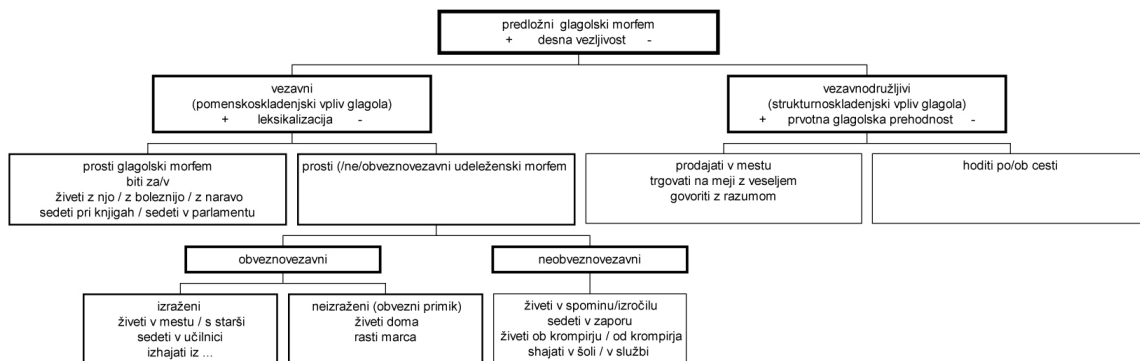 predložni glagolski morfem
+ desna vezljivost -
vezavni
(pomenskoskladenjski vpliv glagola)
+ leksikalizacija -
vezavnodružljivi
(strukturnoskladenjski vpliv glagola)
+ prvotna glagolska prehodnost -
prosti glagolski morfem
biti za/v
živeti z njo / z boleznijo / z naravo
sedeti pri knjigah / sedeti v parlamentu
prosti (/ne/obveznovezavni udeleženski morfem
prodajati v mestu
trgovati na meji z veseljem
govoriti z razumom
hoditi po/ob cesti
obveznovezavni
neobveznovezavni
izraženi
živeti v mestu / s starši
sedeti v učilnici
izhajati iz ...
neizraženi (obvezni primik)
živeti doma
rasti marca
živeti v spominu/izročilu
sedeti v zaporu
živeti ob krompirju / od krompirja
shajati v šoli / v službi